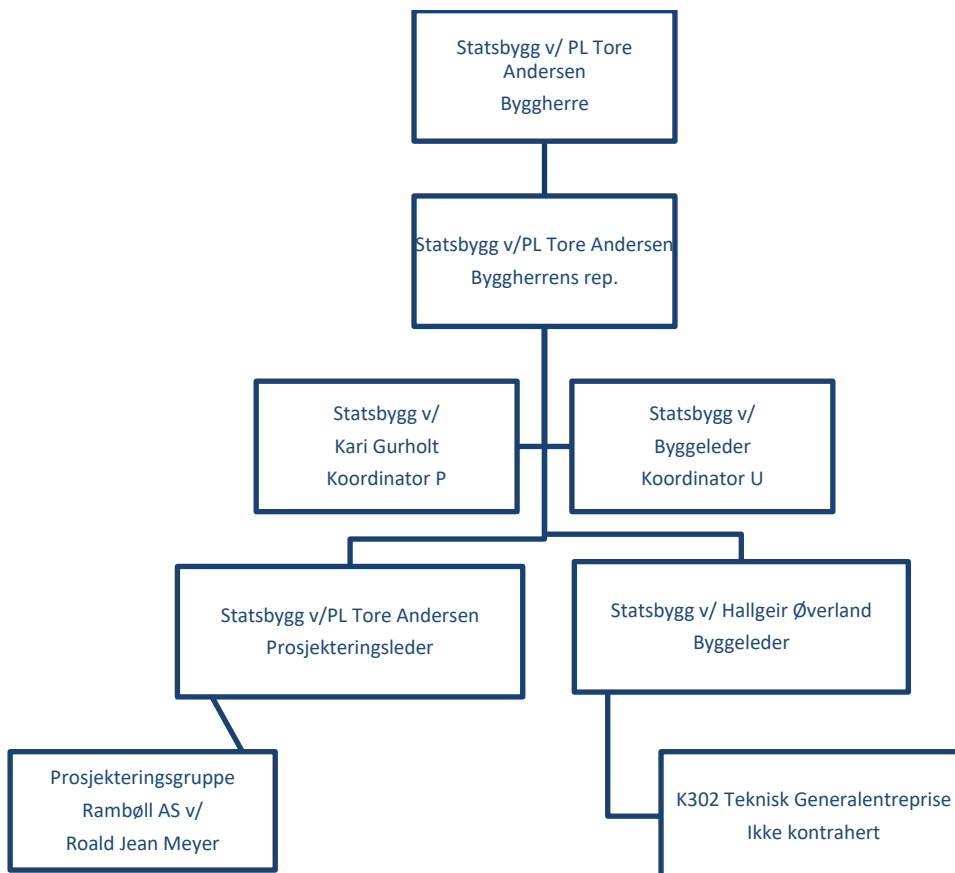 Statsbygg v/ PL Tore
Andersen
Byggherre
Statsbygg v/PL Tore Andersen
Byggherrens rep.
Statsbygg v/
Kari Gurholt
Koordinator P
Statsbygg v/
Byggeleder
Koordinator U
Statsbygg v/PL Tore Andersen
Prosjekteringsleder
Statsbygg v/ Hallgeir Øverland
Byggeleder
Prosjekteringsgruppe
Rambøll AS v/
Roald Jean Meyer
K302 Teknisk Generalentreprise
Ikke kontrahert